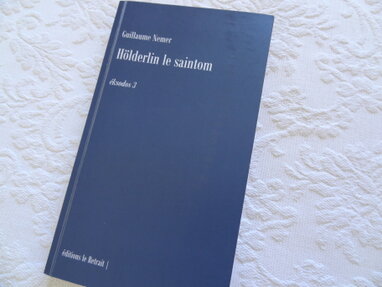 Guillaume Nemer
Hölderlin le saintom
éksodos 3
éditions le Retrait |